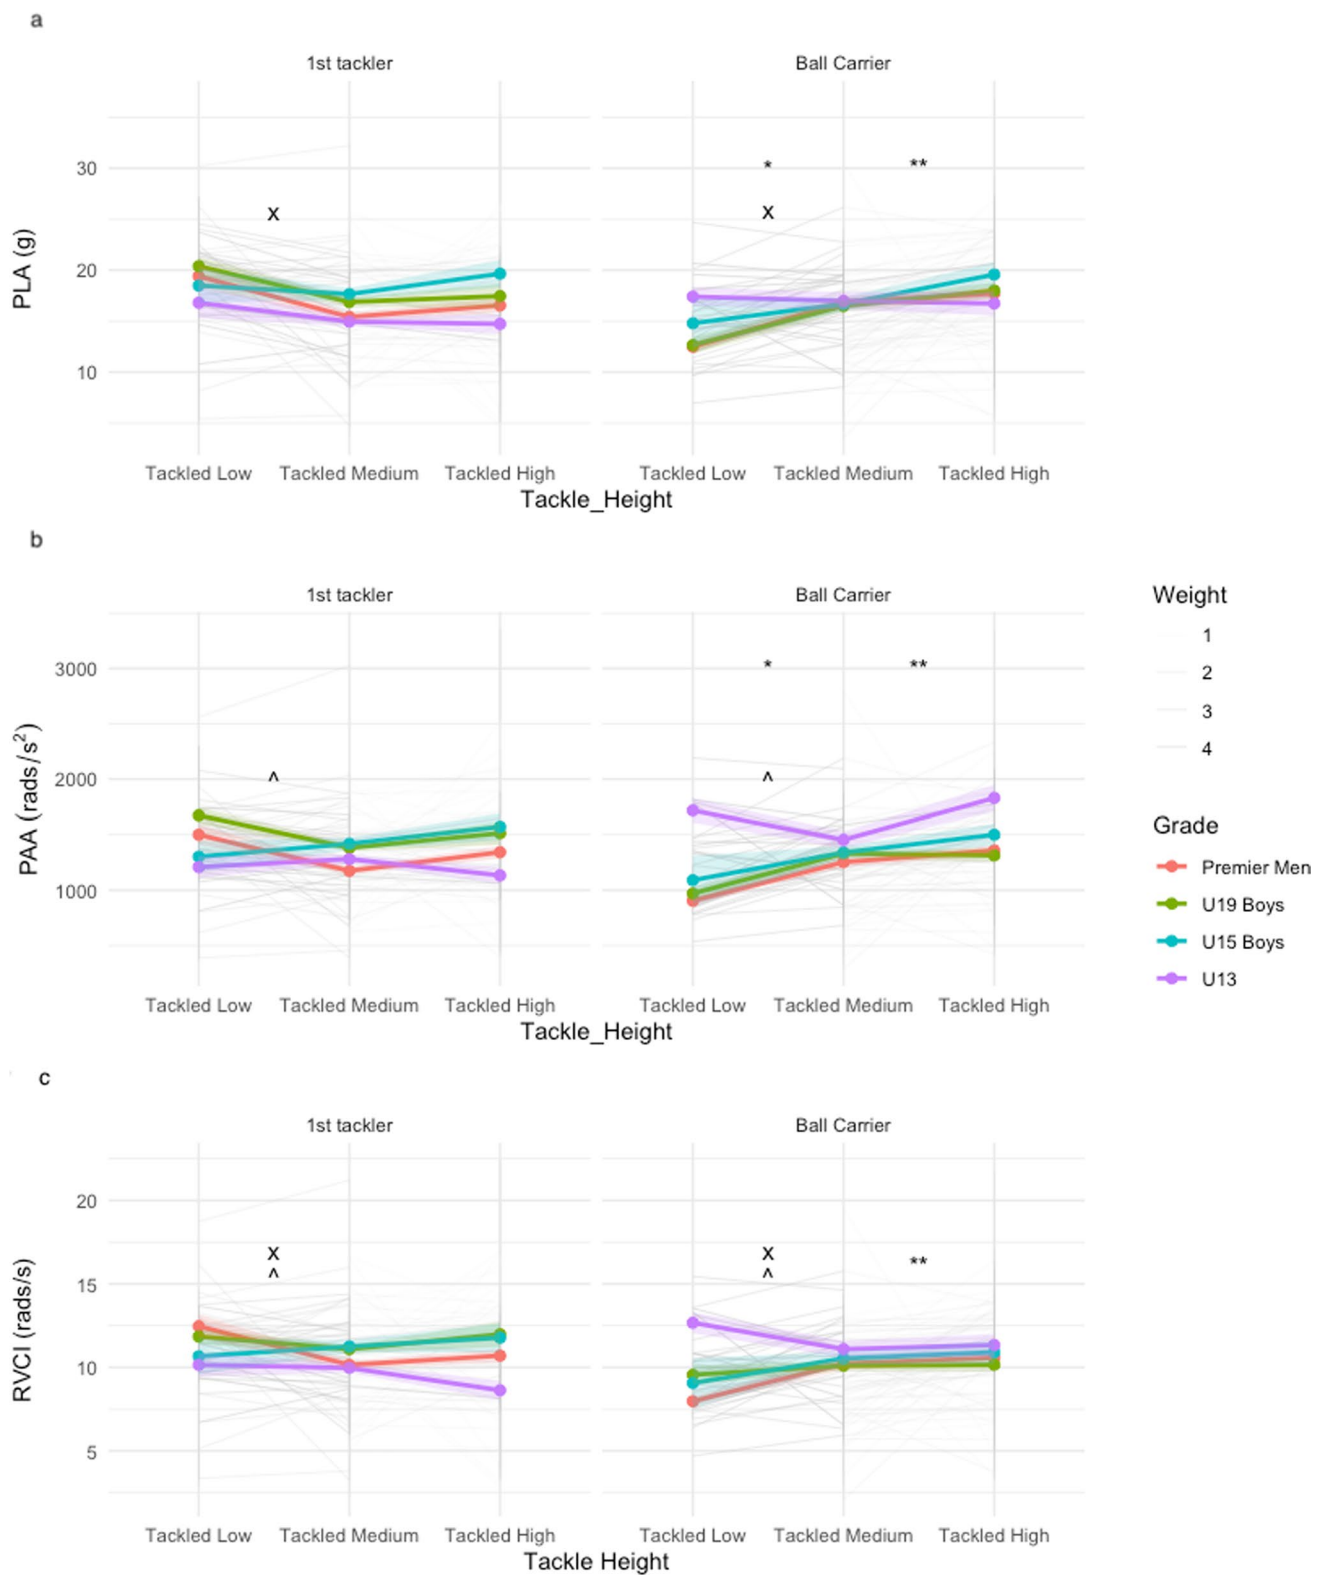 a
1st tackler
Ball Carrier
PLA (g)
30
20
10
x
*
**
x
Tackled Low Tackled Medium Tackled High
Tackled Low Tackled Medium Tackled High
Tackle_Height
b
1st tackler
Ball Carrier
PAA (rads/s²)
3000
2000
1000
^
*
**
^
Tackled Low Tackled Medium Tackled High
Tackled Low Tackled Medium Tackled High
Tackle_Height
Weight
1
2
3
4
Grade
Premier Men
U19 Boys
U15 Boys
U13
c
1st tackler
Ball Carrier
RVCI (rads/s)
20
15
10
5
x
^
x
^
**
Tackled Low Tackled Medium Tackled High
Tackled Low Tackled Medium Tackled High
Tackle Height